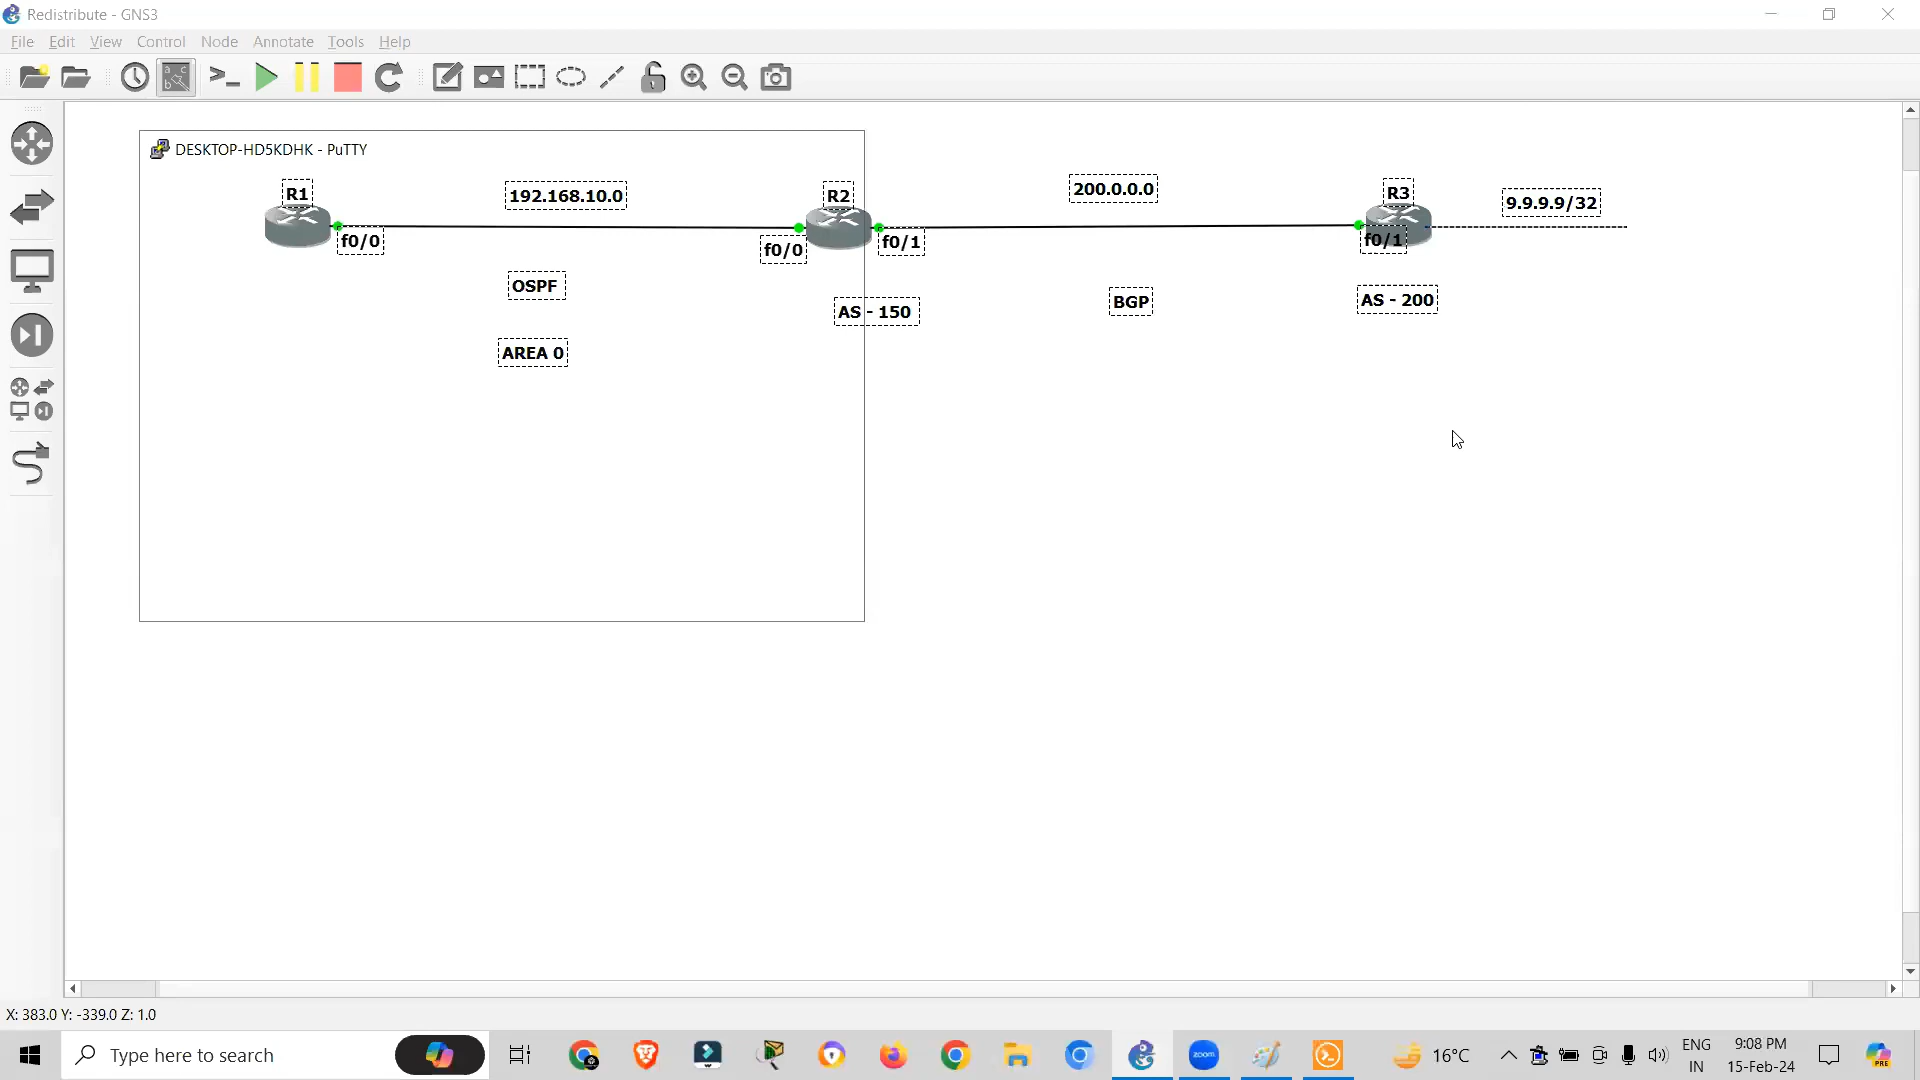 Redistribute - GNS3
File Edit View Control Node Annotate Tools Help
DESKTOP-HD5KDHK - PuTTY
R1
192.168.10.0
R2
200.0.0.0
R3
9.9.9.9/32
f0/0
f0/0
f0/1
f0/1
OSPF
AS - 150
BGP
AS - 200
AREA 0
X: 383.0 Y: -339.0 Z: 1.0
Type here to search
zoom
16°C
ENG
IN
9:08 PM
15-Feb-24
PRE